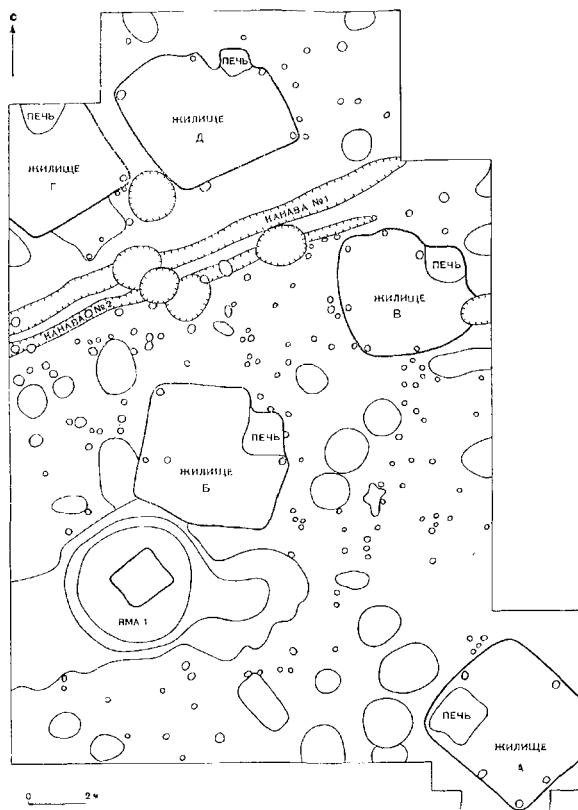 С
ПЕЧЬ
ЖИЛИЩЕ
Д
ПЕЧЬ
ЖИЛИЩЕ
Г
КАНАВА №1
КАНАВА №2
ПЕЧЬ
ЖИЛИЩЕ
В
ПЕЧЬ
ЖИЛИЩЕ
Б
ЯМА 1
ПЕЧЬ
ЖИЛИЩЕ
А
0 2 м